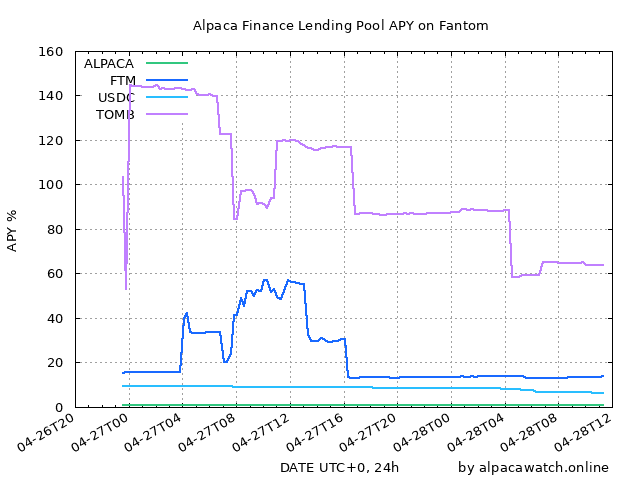 Alpaca Finance Lending Pool APY on Fantom
160
140
120
100
80
60
40
20
0
APY %
ALPACA
FTM
USDC
TOMB
04-26T20
04-27T00
04-27T04
04-27T08
04-27T12
04-27T16
04-27T20
04-28T00
04-28T04
04-28T08
04-28T12
DATE UTC+0, 24h
by alpacawatch.online